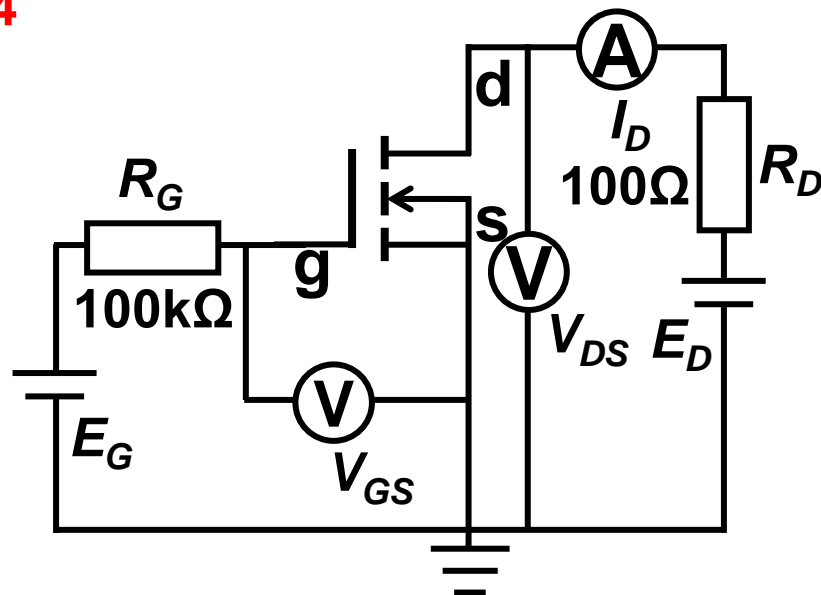 4
A
d
I_D
R_G
100Ω
R_D
s
g
100kΩ
V
V_DS
E_D
V
E_G
V_GS